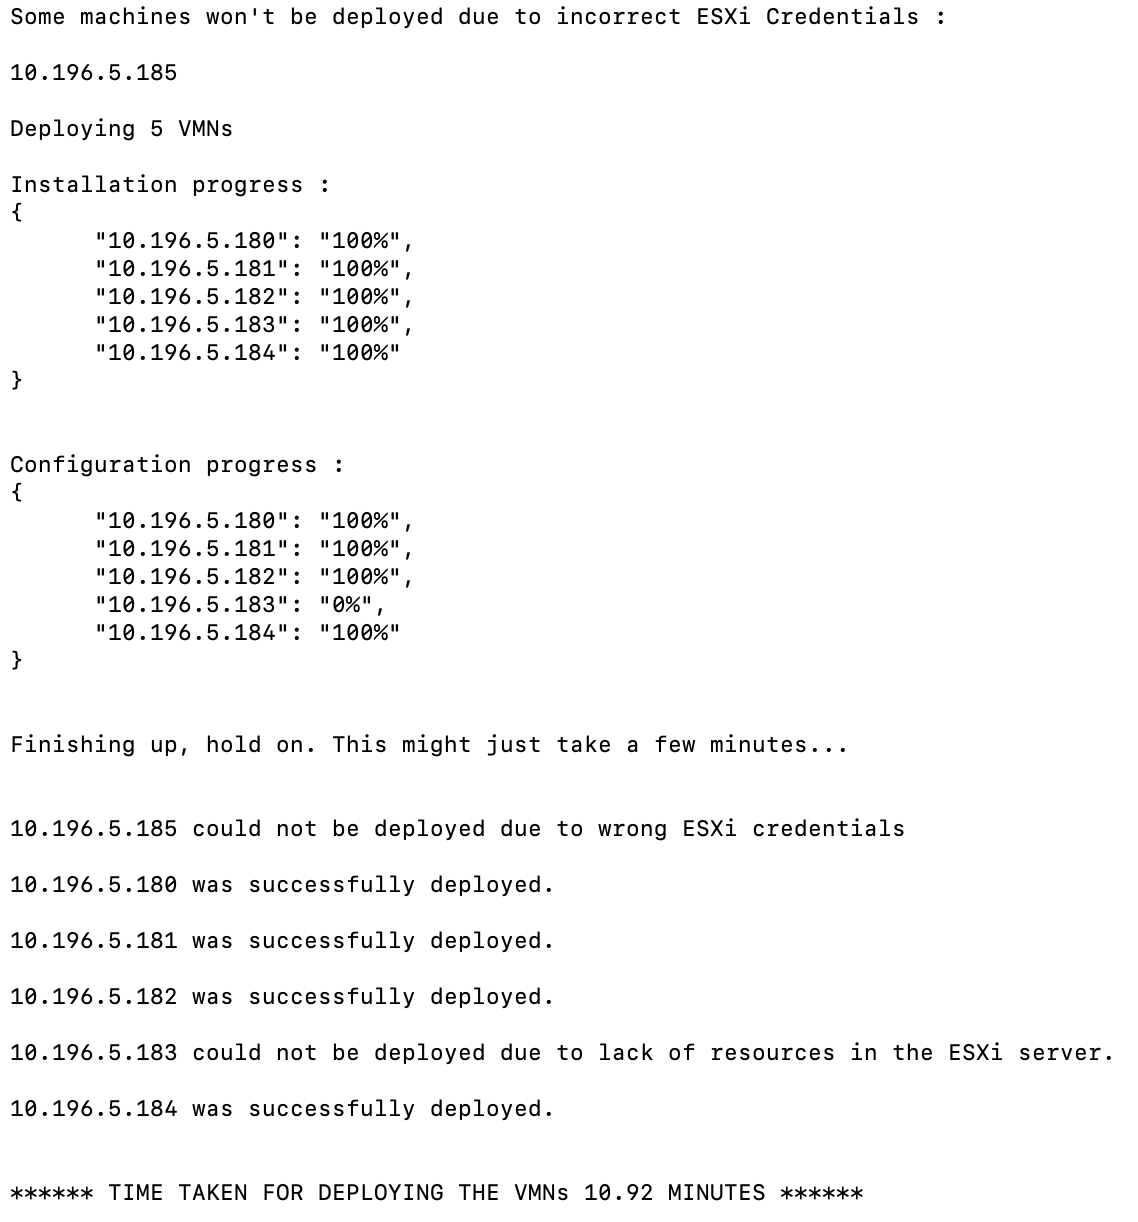 Some machines won't be deployed due to incorrect ESXi Credentials :
10.196.5.185
Deploying 5 VMNs
Installation progress :
{
"10.196.5.180": "100%",
"10.196.5.181": "100%",
"10.196.5.182": "100%",
"10.196.5.183": "100%",
"10.196.5.184": "100%"
}
Configuration progress :
{
"10.196.5.180": "100%",
"10.196.5.181": "100%",
"10.196.5.182": "100%",
"10.196.5.183": "0%",
"10.196.5.184": "100%"
}
Finishing up, hold on. This might just take a few minutes...
10.196.5.185 could not be deployed due to wrong ESXi credentials
10.196.5.180 was successfully deployed.
10.196.5.181 was successfully deployed.
10.196.5.182 was successfully deployed.
10.196.5.183 could not be deployed due to lack of resources in the ESXi server.
10.196.5.184 was successfully deployed.
****** TIME TAKEN FOR DEPLOYING THE VMNs 10.92 MINUTES ******